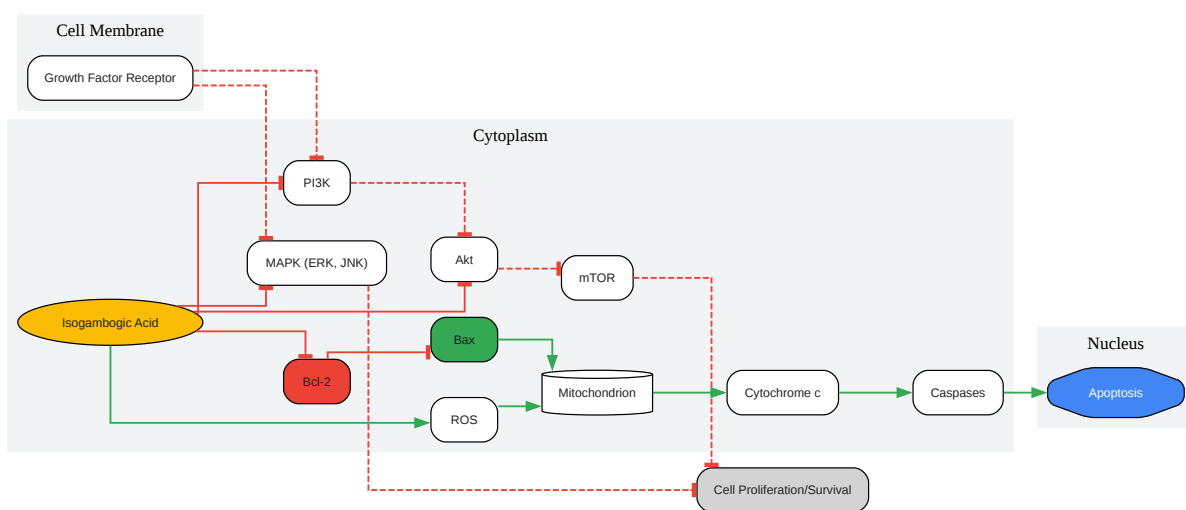 Cell Membrane
Growth Factor Receptor
Cytoplasm
PI3K
MAPK (ERK, JNK)
Akt
mTOR
Isogambogic Acid
Bax
Bcl-2
ROS
Mitochondrion
Cytochrome c
Caspases
Nucleus
Apoptosis
Cell Proliferation/Survival